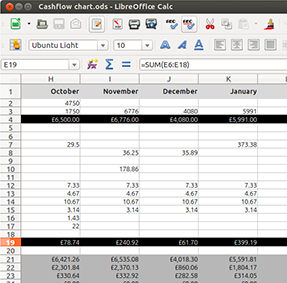 Cashflow chart.ods - LibreOffice Calc
Ubuntu Light 10 A A A
E19 fx Σ = =SUM(E6:E18)
H I J K
1 October November December January
2 4750
3 1750 6776 4080 5991
4 £6,500.00 £6,776.00 £4,080.00 £5,991.00
5
6
7 29.5 373.38
8 36.25 35.89
9
10 178.86
11
12 7.33 7.33 7.33 7.33
13 4.67 4.67 4.67 4.67
14 10.67 10.67 10.67 10.67
15 3.14 3.14 3.14 3.14
16 1.43
17 22
18
19 £78.74 £240.92 £61.70 £399.19
20
21 £6,421.26 £6,535.08 £4,018.30 £5,591.81
22 £2,301.84 £2,370.13 £860.06 £1,804.17
23 £330.64 £332.92 £282.58 £314.05